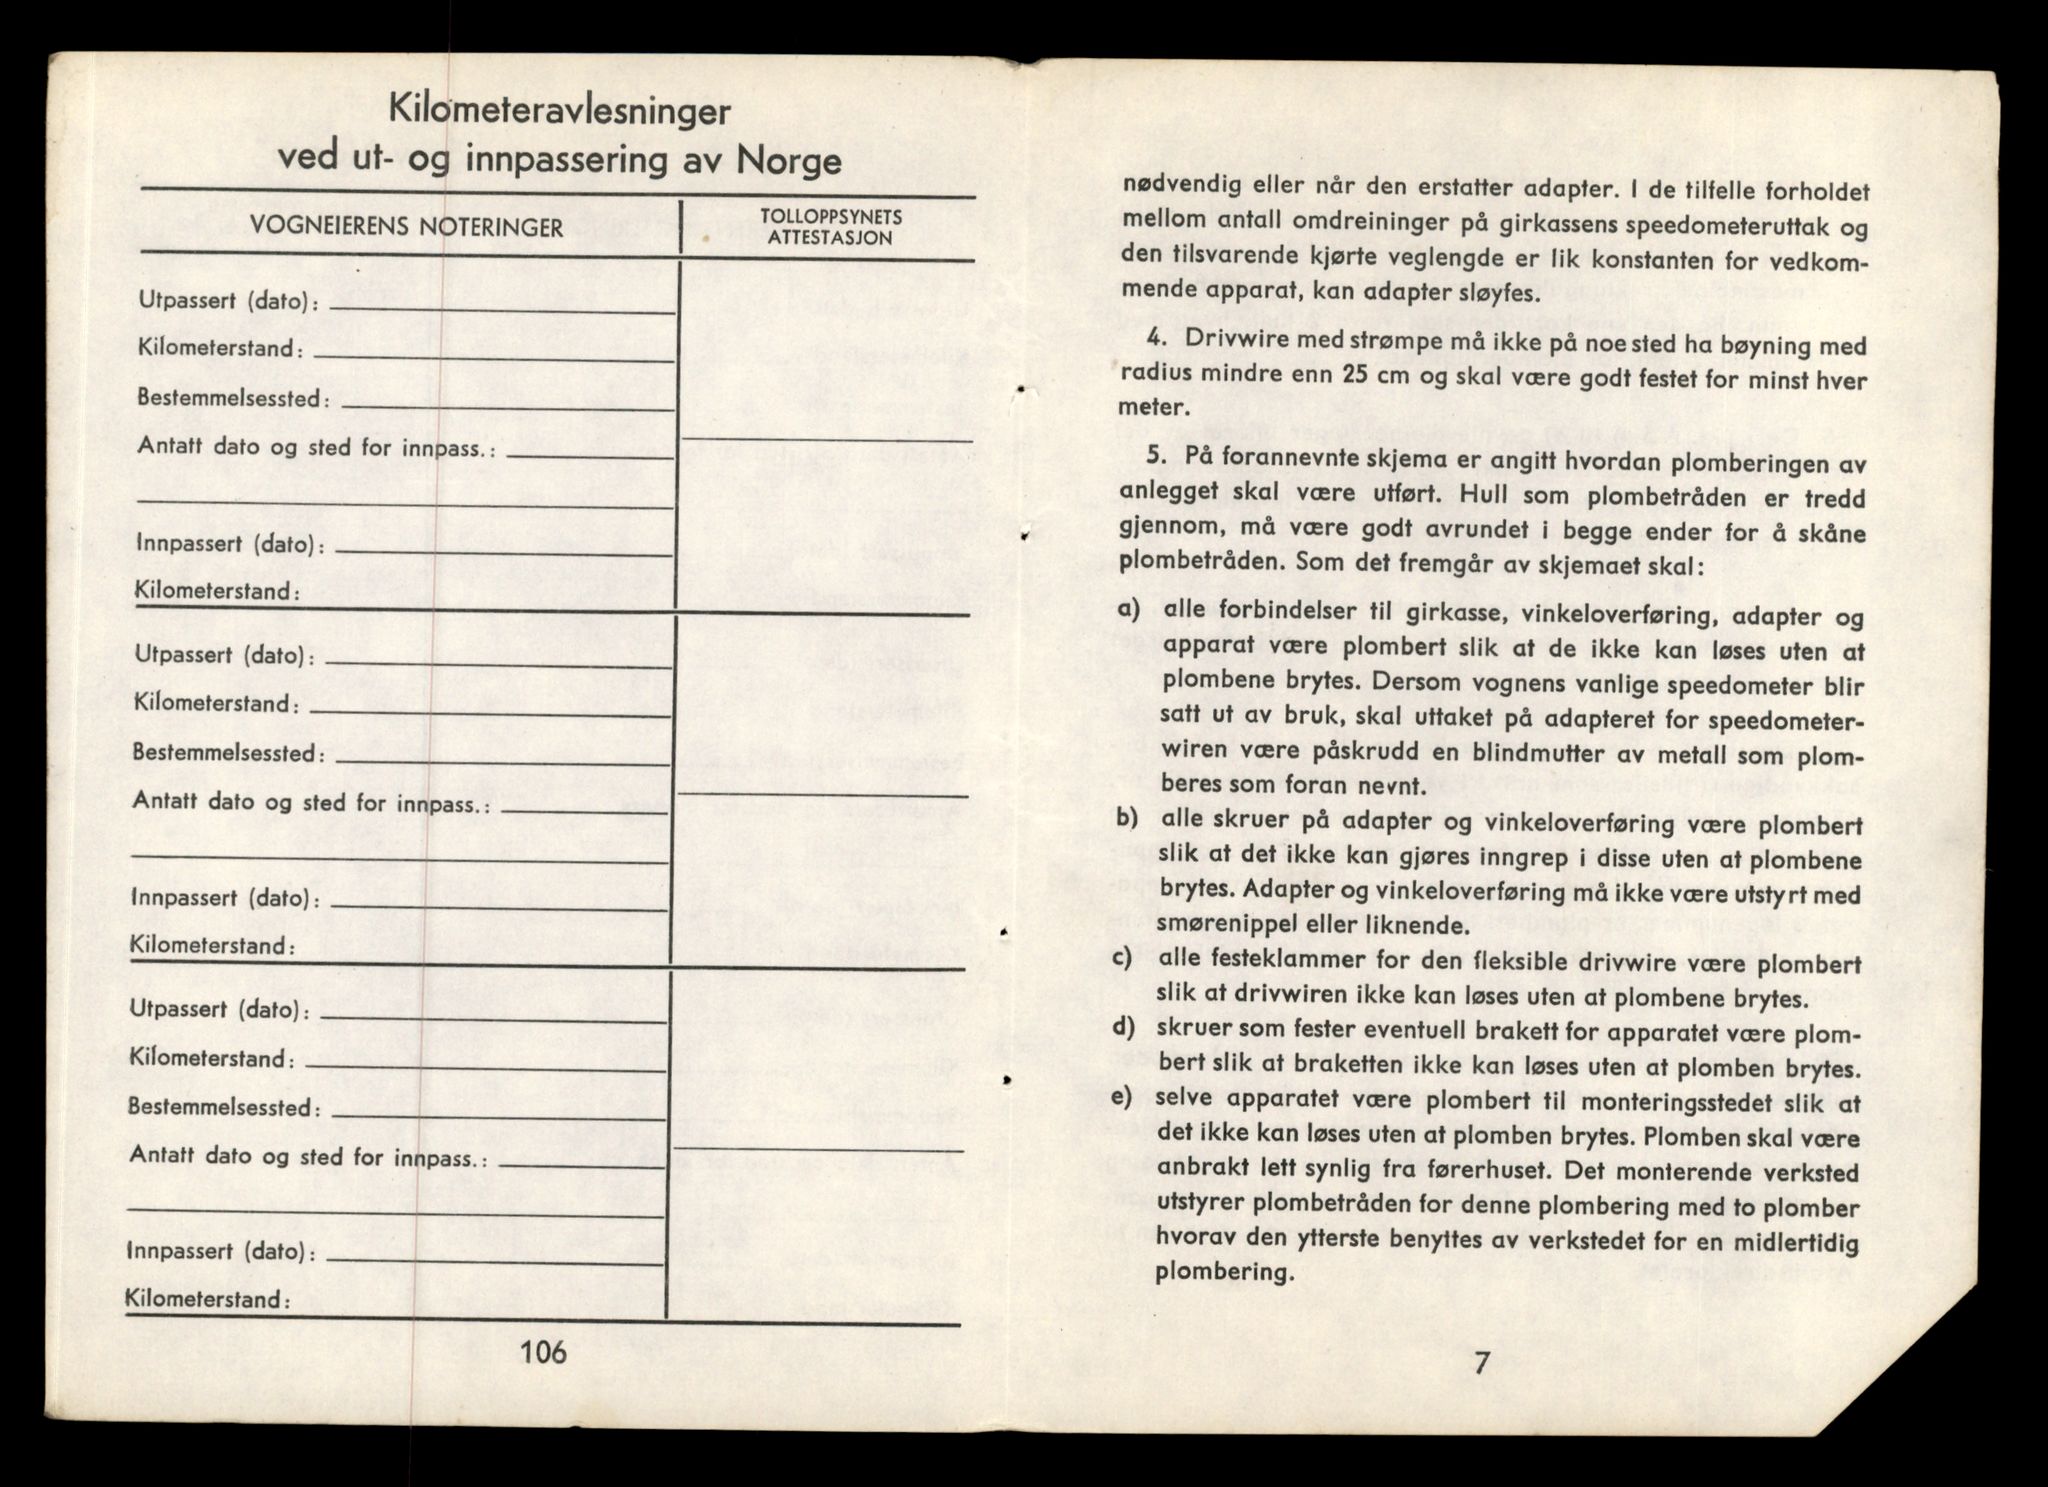 Kilometeravlesninger
ved ut- og innpassering av Norge
VOGNEIERENS NOTERINGER
TOLLOPPSYNETS
ATTESTASJON
Utpassert (dato):
Kilometerstand:
Bestemmelsessted:
Antatt dato og sted for innpass.:
Innpassert (dato):
Kilometerstand:
Utpassert (dato):
Kilometerstand:
Bestemmelsessted:
Antatt dato og sted for innpass.:
Innpassert (dato):
Kilometerstand:
Utpassert (dato):
Kilometerstand:
Bestemmelsessted:
Antatt dato og sted for innpass.:
Innpassert (dato):
Kilometerstand:
106
nødvendig eller når den erstatter adapter. I de tilfelle forholdet
mellom antall omdreininger på girkassens speedometeruttak og
den tilsvarende kjørte veglengde er lik konstanten for vedkom-
mende apparat, kan adapter sløyfes.
4. Drivwire med strømpe må ikke på noe sted ha bøyning med
radius mindre enn 25 cm og skal være godt festet for minst hver
meter.
5. På forannevnte skjema er angitt hvordan plomberingen av
anlegget skal være utført. Hull som plombetråden er tredd
gjennom, må være godt avrundet i begge ender for å skåne
plombetråden. Som det fremgår av skjemaet skal:
a) alle forbindelser til girkasse, vinkeloverføring, adapter og
apparat være plombert slik at de ikke kan løses uten at
plombene brytes. Dersom vognens vanlige speedometer blir
satt ut av bruk, skal uttaket på adapteret for speedometer-
wiren være påskrudd en blindmutter av metall som plom-
beres som foran nevnt.
b) alle skruer på adapter og vinkeloverføring være plombert
slik at det ikke kan gjøres inngrep i disse uten at plombene
brytes. Adapter og vinkeloverføring må ikke være utstyrt med
smørenippel eller liknende.
c) alle festeklammer for den fleksible drivwire være plombert
slik at drivwiren ikke kan løses uten at plombene brytes.
d) skruer som fester eventuell brakett for apparatet være plom-
bert slik at braketten ikke kan løses uten at plomben brytes.
e) selve apparatet være plombert til monteringsstedet slik at
det ikke kan løses uten at plomben brytes. Plomben skal være
anbrakt lett synlig fra førerhuset. Det monterende verksted
utstyrer plombetråden for denne plombering med to plomber
hvorav den ytterste benyttes av verkstedet for en midlertidig
plombering.
7